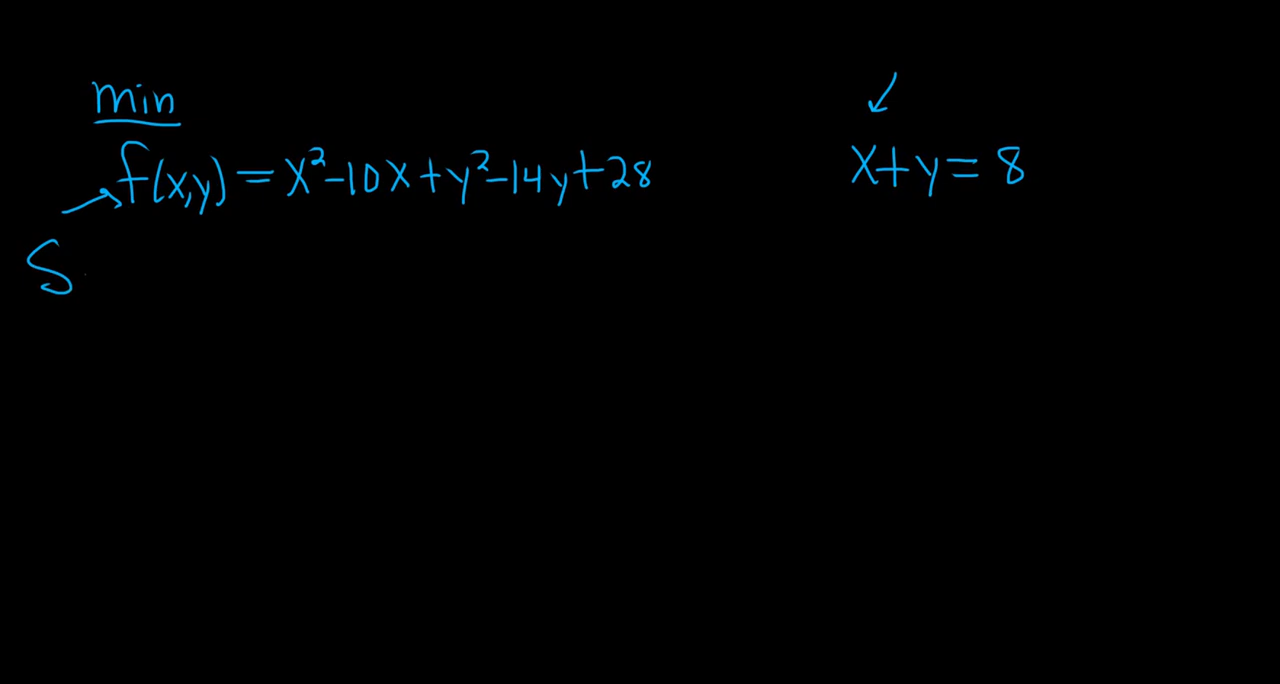 min
f(x,y) = x²-10x+y²-14y+28
x+y= 8
S